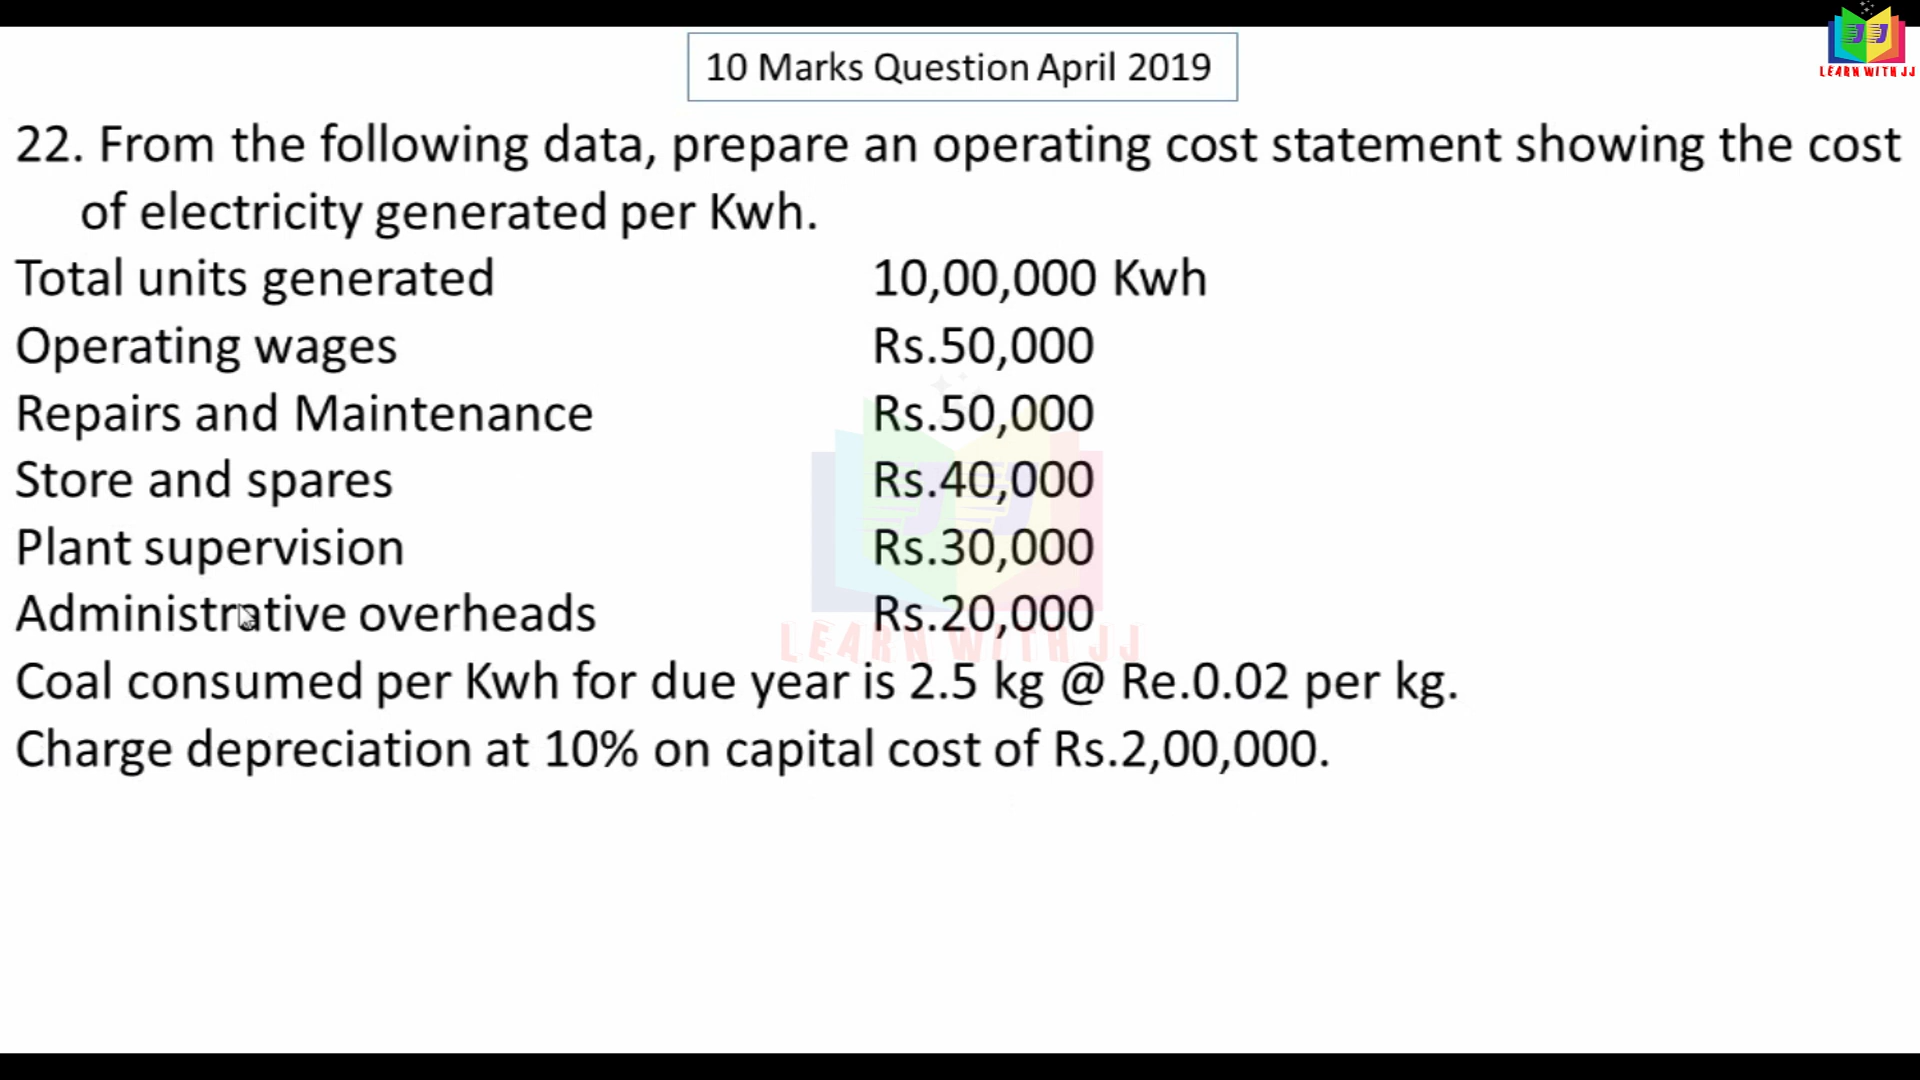 10 Marks Question April 2019
LEARN WITH JJ
22. From the following data, prepare an operating cost statement showing the cost
of electricity generated per Kwh.
Total units generated 10,00,000 Kwh
Operating wages Rs.50,000
Repairs and Maintenance Rs.50,000
Store and spares Rs.40,000
Plant supervision Rs.30,000
Administrative overheads Rs.20,000
LEARN WITH JJ
Coal consumed per Kwh for due year is 2.5 kg @ Re.0.02 per kg.
Charge depreciation at 10% on capital cost of Rs.2,00,000.